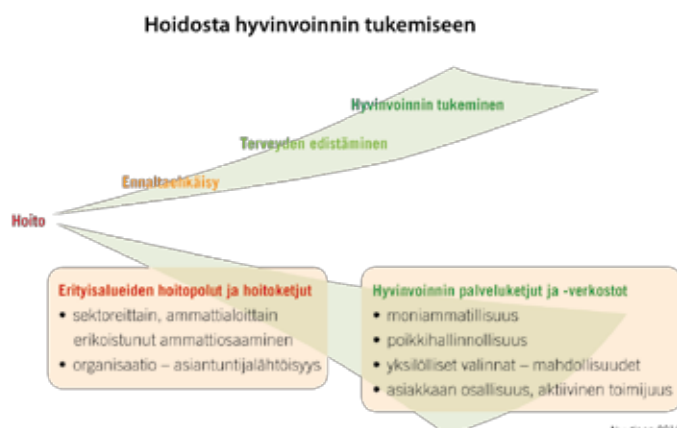 Hoidosta hyvinvoinnin tukemiseen
Hyvinvoinnin tukeminen
Terveyden edistäminen
Ennaltaehkäisy
Hoito
Erityisalueiden hoitopolut ja hoitoketjut
• sektoreittain, ammattialoittain
erikoistunut ammattiosaaminen
• organisaatio – asiantuntijalähtöisyys
Hyvinvoinnin palveluketjut ja -verkostot
• moniammatillisuus
• poikkihallinnollisuus
• yksilölliset valinnat – mahdollisuudet
• asiakkaan osallisuus, aktiivinen toimijuus